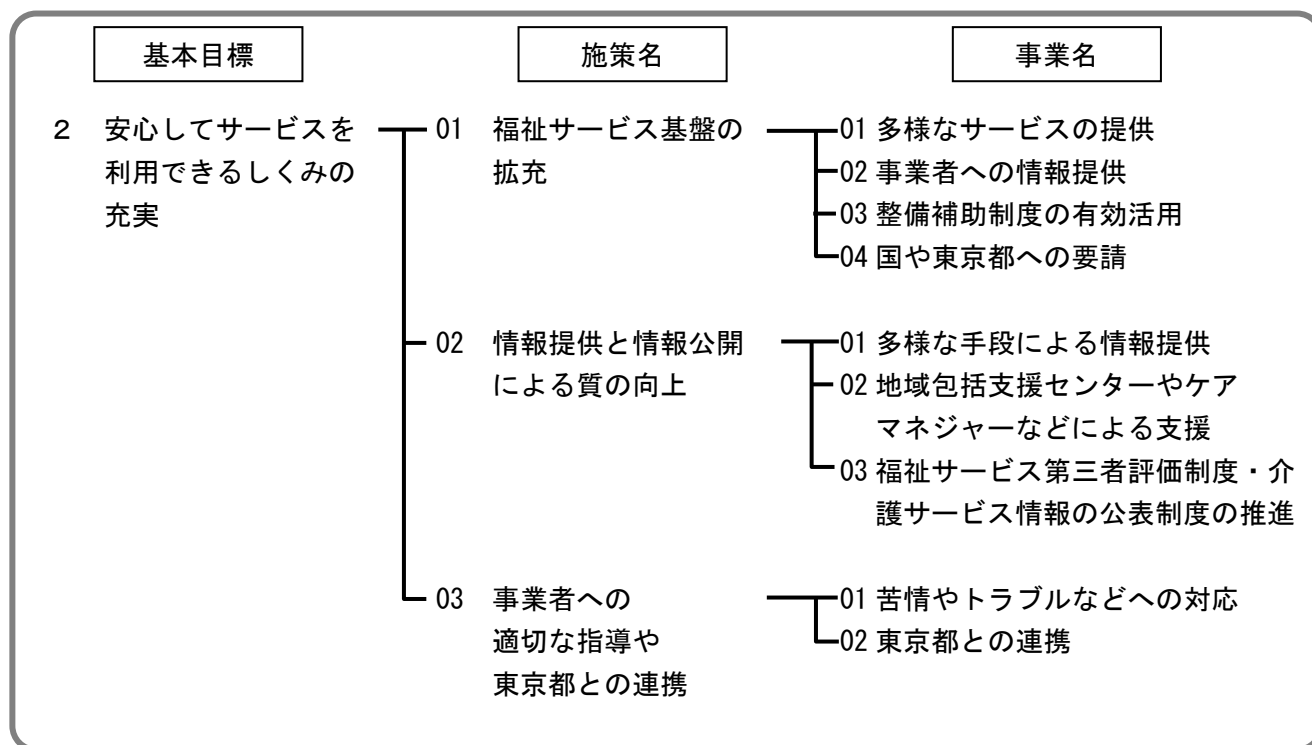 基本目標
施策名
事業名
２ 安心してサービスを
利用できるしくみの
充実
01 福祉サービス基盤の
拡充
01 多様なサービスの提供
02 事業者への情報提供
03 整備補助制度の有効活用
04 国や東京都への要請
02 情報提供と情報公開
による質の向上
01 多様な手段による情報提供
02 地域包括支援センターやケア
マネジャーなどによる支援
03 福祉サービス第三者評価制度・介
護サービス情報の公表制度の推進
03 事業者への
適切な指導や
東京都との連携
01 苦情やトラブルなどへの対応
02 東京都との連携